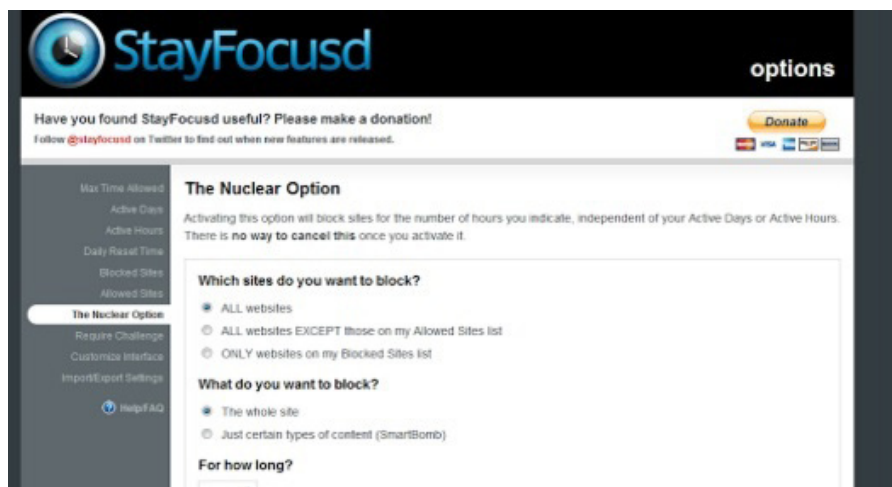 StayFocusd
options
Have you found StayFocusd useful? Please make a donation!
Follow @stayfocusd on Twitter to find out when new features are released.
Donate
VISA
Max Time Allowed
Active Days
Active Hours
Daily Reset Time
Blocked Sites
Allowed Sites
The Nuclear Option
Require Challenge
Customize Interface
Import/Export Settings
Help/FAQ
The Nuclear Option
Activating this option will block sites for the number of hours you indicate, independent of your Active Days or Active Hours.
There is no way to cancel this once you activate it.
Which sites do you want to block?
ALL websites
ALL websites EXCEPT those on my Allowed Sites list
ONLY websites on my Blocked Sites list
What do you want to block?
The whole site
Just certain types of content (SmartBomb)
For how long?